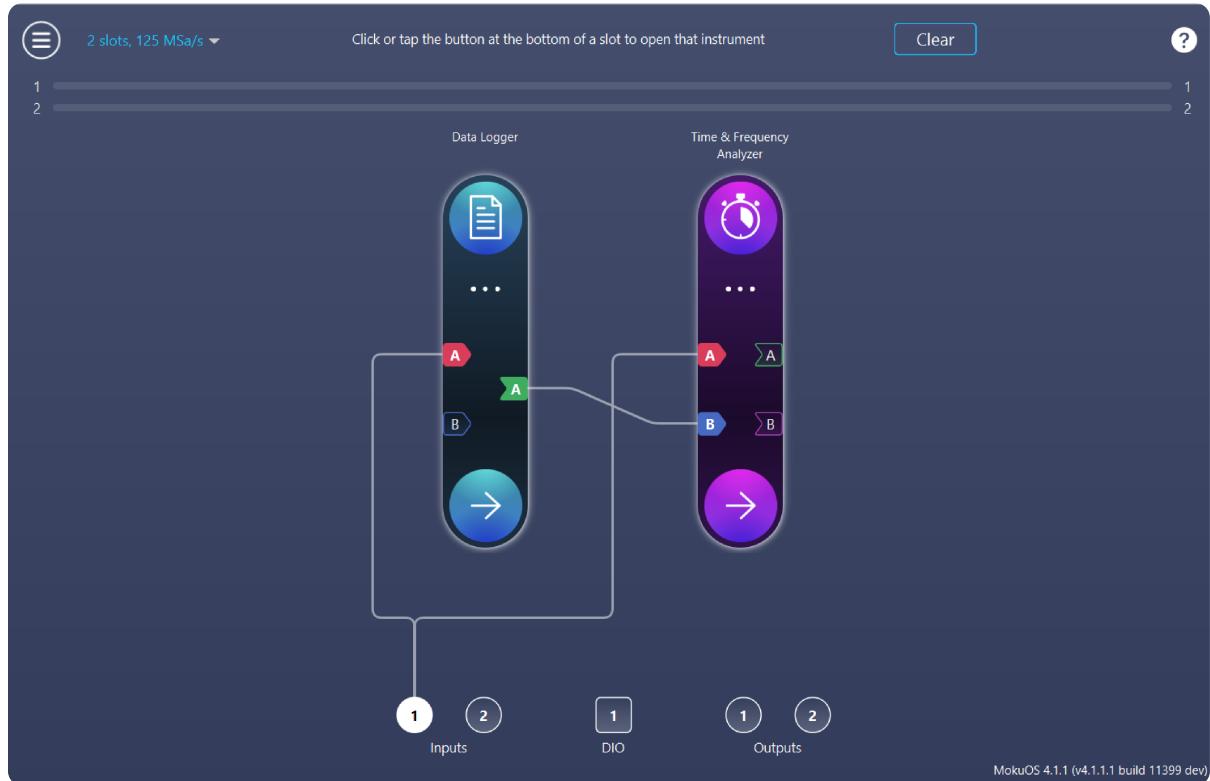 2 slots, 125 MSa/s
Click or tap the button at the bottom of a slot to open that instrument
Clear
?
1
1
2
2
Data Logger
Time & Frequency
Analyzer
A
A
A
A
B
B
B
1
2
1
1
2
Inputs
DIO
Outputs
MokuOS 4.1.1 (v4.1.1.1 build 11399 dev)